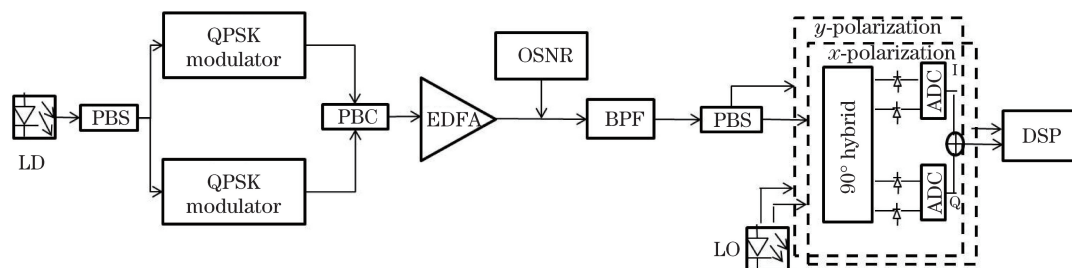 LD
PBS
QPSK
modulator
QPSK
modulator
PBC
EDFA
OSNR
BPF
PBS
LO
y-polarization
x-polarization
90° hybrid
I
ADC
ADC
Q
DSP